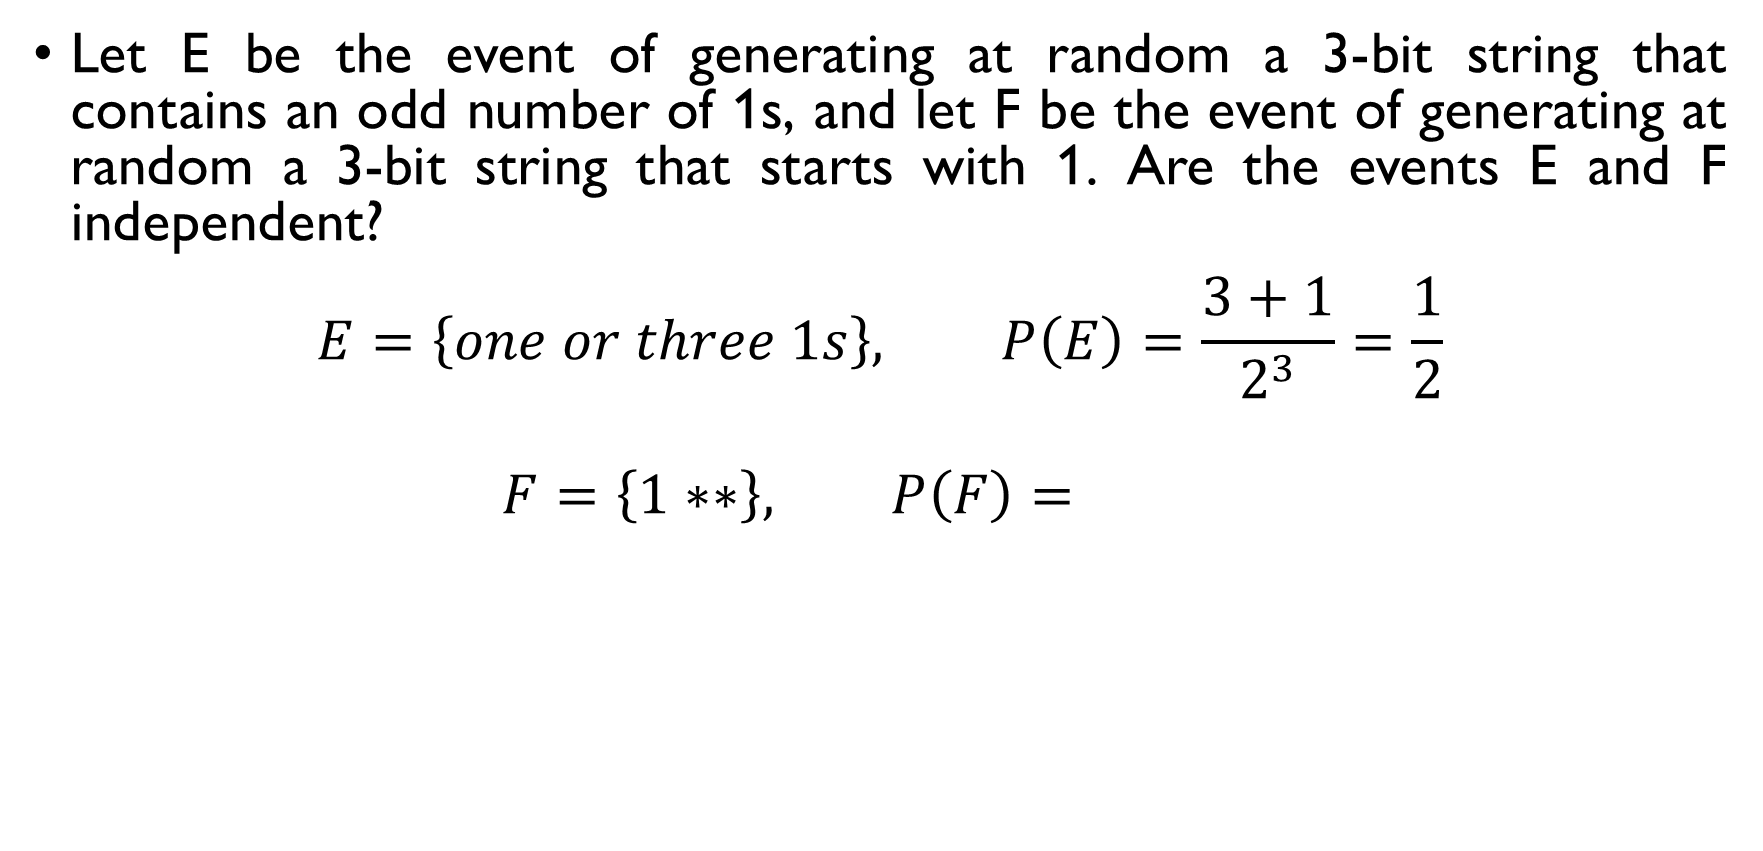 • Let E be the event of generating at random a 3-bit string that
contains an odd number of 1s, and let F be the event of generating at
random a 3-bit string that starts with 1. Are the events E and F
independent?
E = {one or three 1s}, P(E) = (3 + 1)/2³ = 1/2
F = {1 ∗∗}, P(F) =